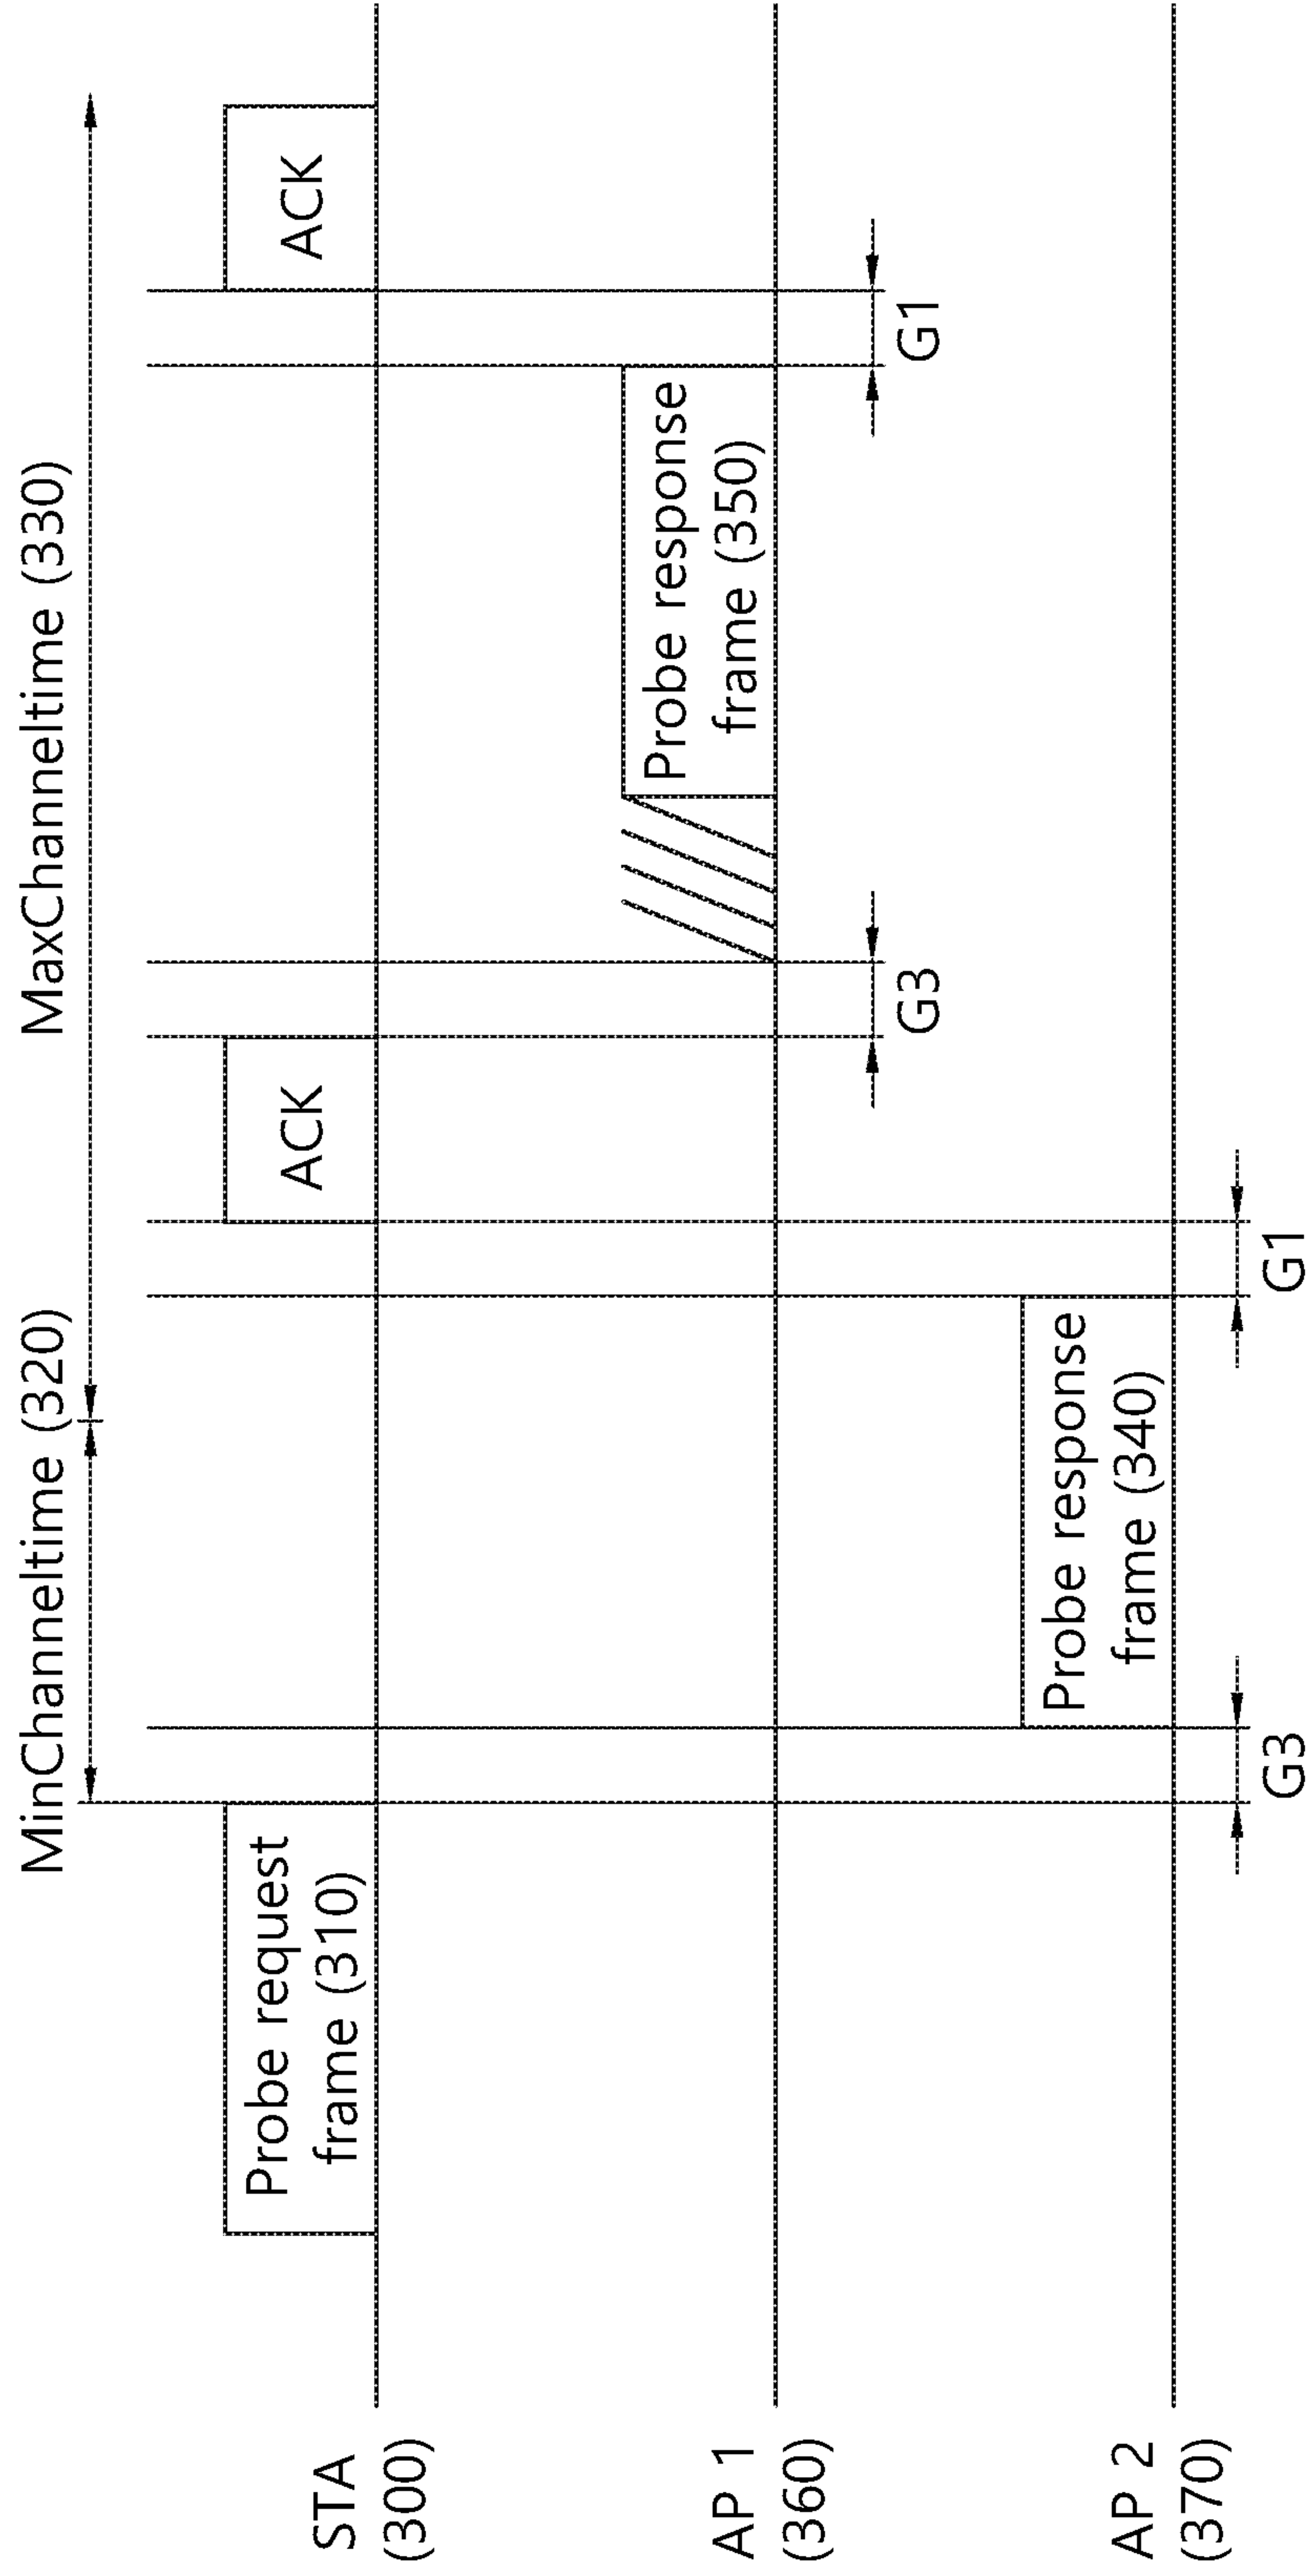 MinChanneltime (320)
MaxChanneltime (330)
STA
(300)
Probe request
frame (310)
ACK
ACK
AP 1
(360)
Probe response
frame (350)
G3
G1
AP 2
(370)
Probe response
frame (340)
G3
G1